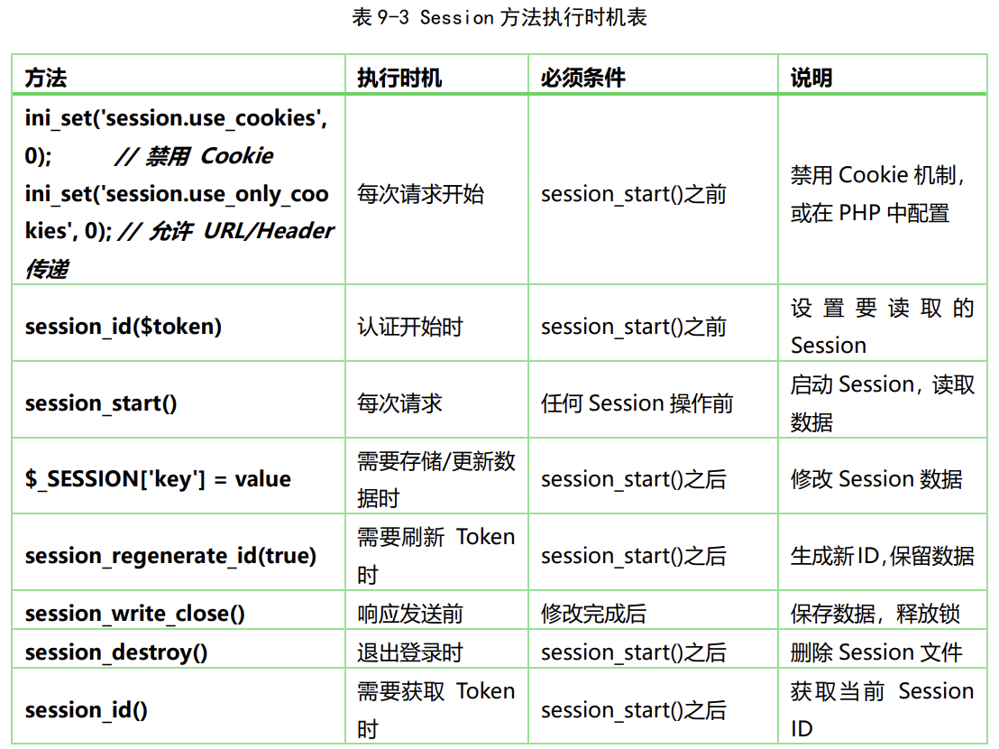 表 9-3 Session 方法执行时机表
方法
执行时机
必须条件
说明
ini_set('session.use_cookies',
0); // 禁用 Cookie
ini_set('session.use_only_coo
kies', 0); // 允许 URL/Header
传递
每次请求开始
session_start()之前
禁用 Cookie 机制，
或在 PHP 中配置
session_id($token)
认证开始时
session_start()之前
设置要读取的
Session
session_start()
每次请求
任何 Session 操作前
启动 Session，读取
数据
$_SESSION['key'] = value
需要存储/更新数
据时
session_start()之后
修改 Session 数据
session_regenerate_id(true)
需要刷新 Token
时
session_start()之后
生成新 ID，保留数据
session_write_close()
响应发送前
修改完成后
保存数据，释放锁
session_destroy()
退出登录时
session_start()之后
删除 Session 文件
session_id()
需要获取 Token
时
session_start()之后
获取当前 Session
ID